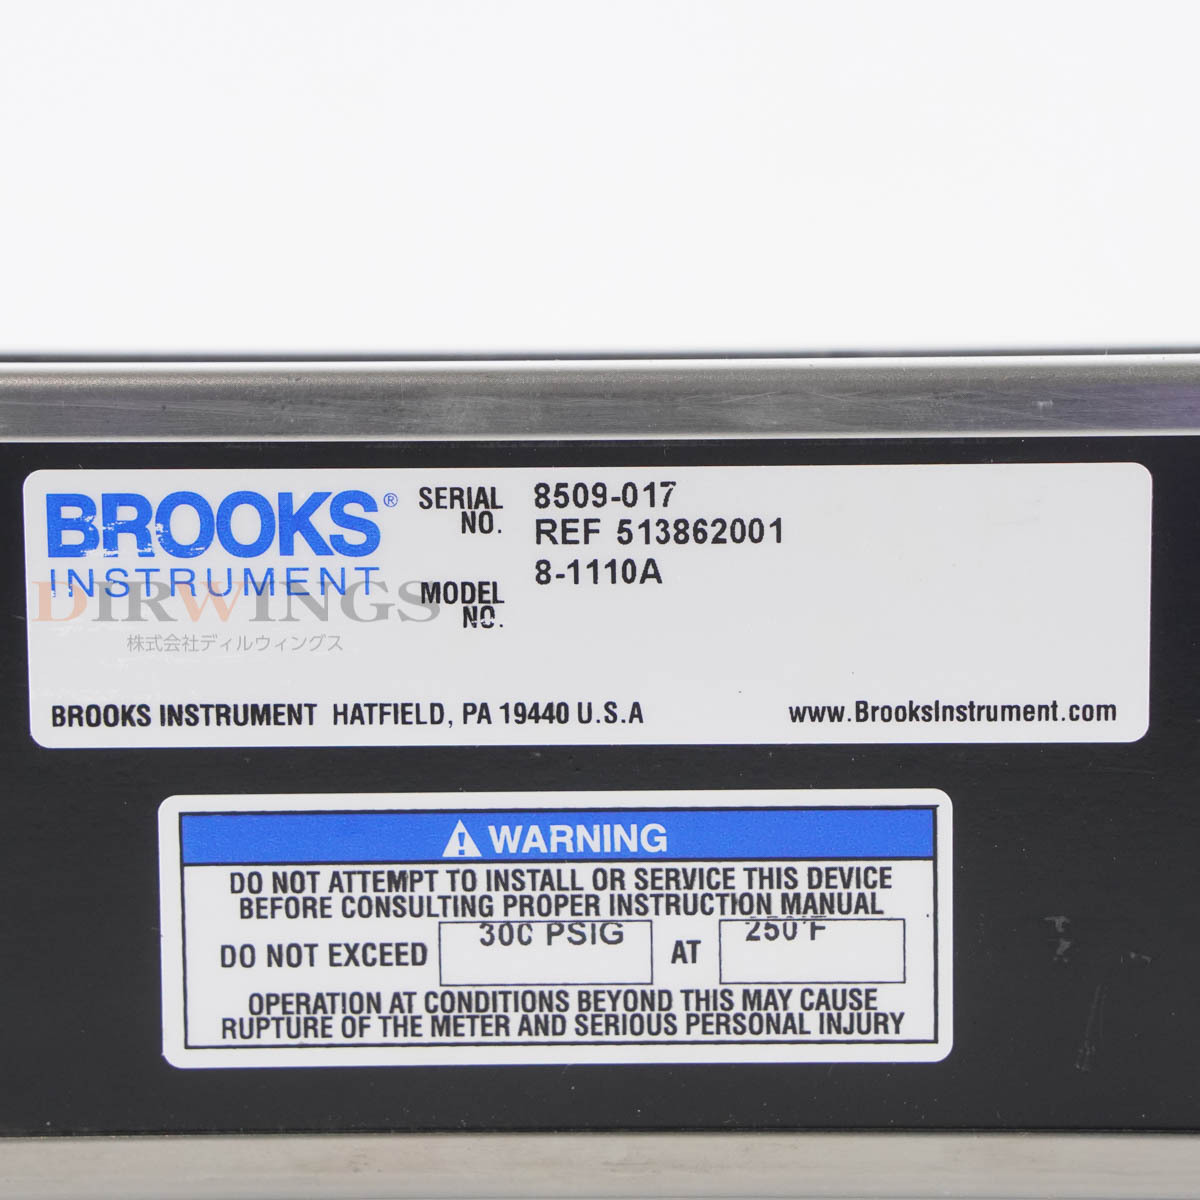 BROOKS®
INSTRUMENT
SERIAL NO. 8509-017
REF 513862001
MODEL NO. 8-1110A
DIRWINGS
株式会社ディルウィングス
BROOKS INSTRUMENT HATFIELD, PA 19440 U.S.A
www.BrooksInstrument.com
WARNING
DO NOT ATTEMPT TO INSTALL OR SERVICE THIS DEVICE
BEFORE CONSULTING PROPER INSTRUCTION MANUAL
DO NOT EXCEED 300 PSIG AT 250°F
OPERATION AT CONDITIONS BEYOND THIS MAY CAUSE
RUPTURE OF THE METER AND SERIOUS PERSONAL INJURY